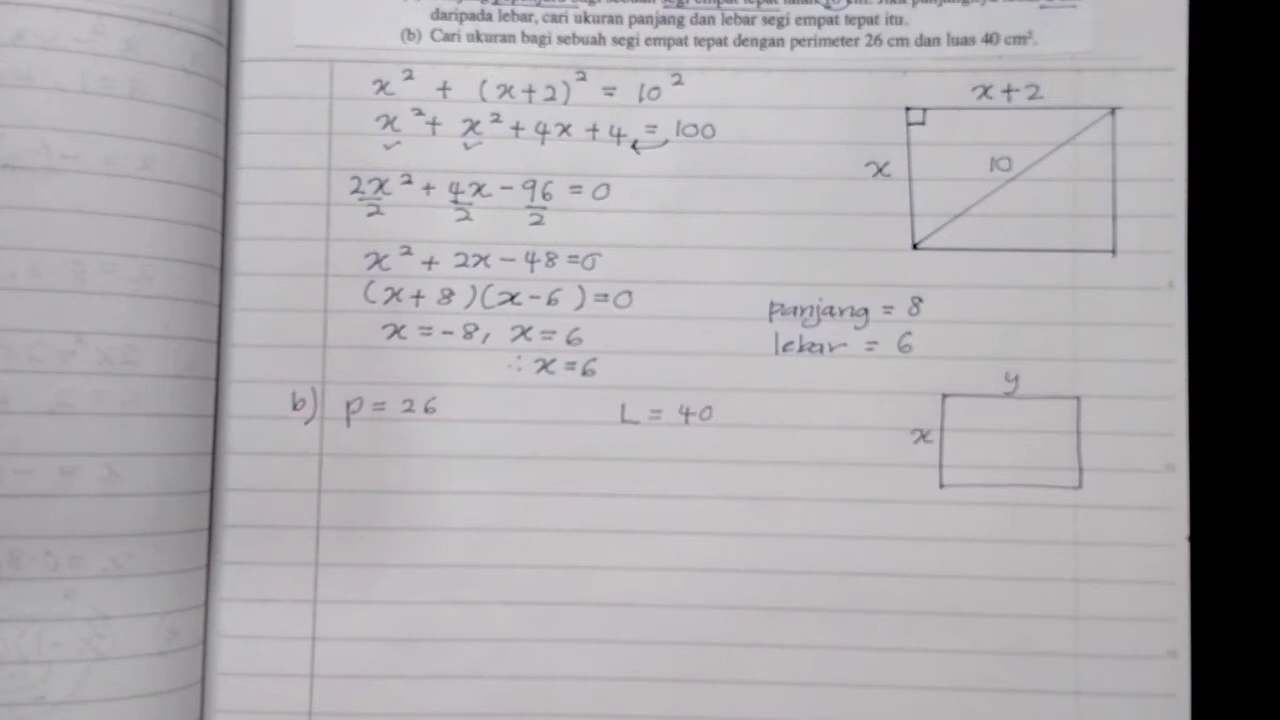 segi empat tepat
daripada lebar, cari ukuran panjang dan lebar segi empat tepat itu.
(b) Cari ukuran bagi sebuah segi empat tepat dengan perimeter 26 cm dan luas 40 cm².
x² + (x+2)² = 10²
x² + x² + 4x + 4 = 100
2x²/2 + 4x/2 - 96/2 = 0
x² + 2x - 48 = 0
(x + 8)(x - 6) = 0
x = -8, x = 6
∴ x = 6
x+2
x
10
panjang = 8
lebar = 6
b) p = 26 L = 40
y
x